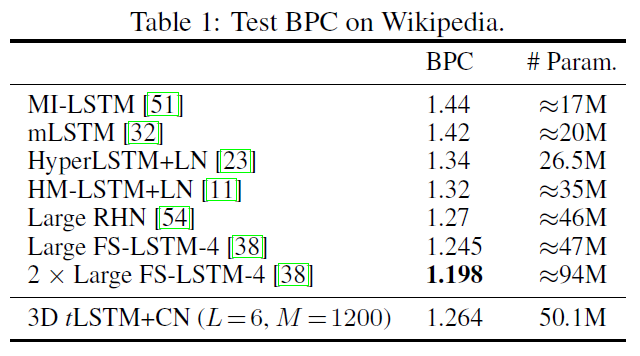 Table 1: Test BPC on Wikipedia.
BPC # Param.
MI-LSTM [51] 1.44 ≈17M
mLSTM [32] 1.42 ≈20M
HyperLSTM+LN [23] 1.34 26.5M
HM-LSTM+LN [11] 1.32 ≈35M
Large RHN [54] 1.27 ≈46M
Large FS-LSTM-4 [38] 1.245 ≈47M
2 × Large FS-LSTM-4 [38] 1.198 ≈94M
3D tLSTM+CN (L=6, M=1200) 1.264 50.1M